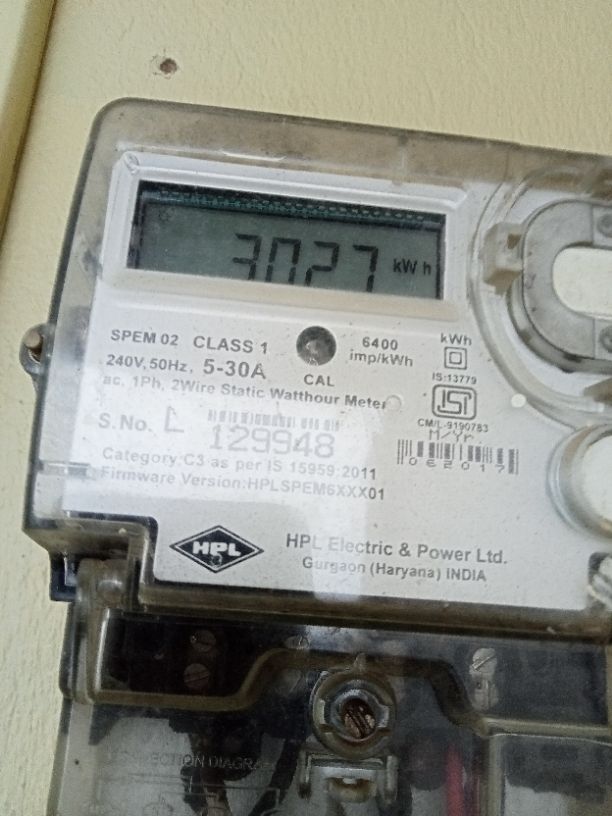 3027 kWh
SPEM 02 CLASS 1
6400 imp/kWh
kWh
240V,50Hz, 5-30A
CAL
IS:13779
ac, 1Ph, 2Wire Static Watthour Meter
ISI
CM/L-9190783
S.No. L 129948
M/Yr.
062017
Category:C3 as per IS 15959:2011
Firmware Version:HPLSPEM6XXX01
HPL
HPL Electric & Power Ltd.
Gurgaon (Haryana) INDIA
DIAGRA